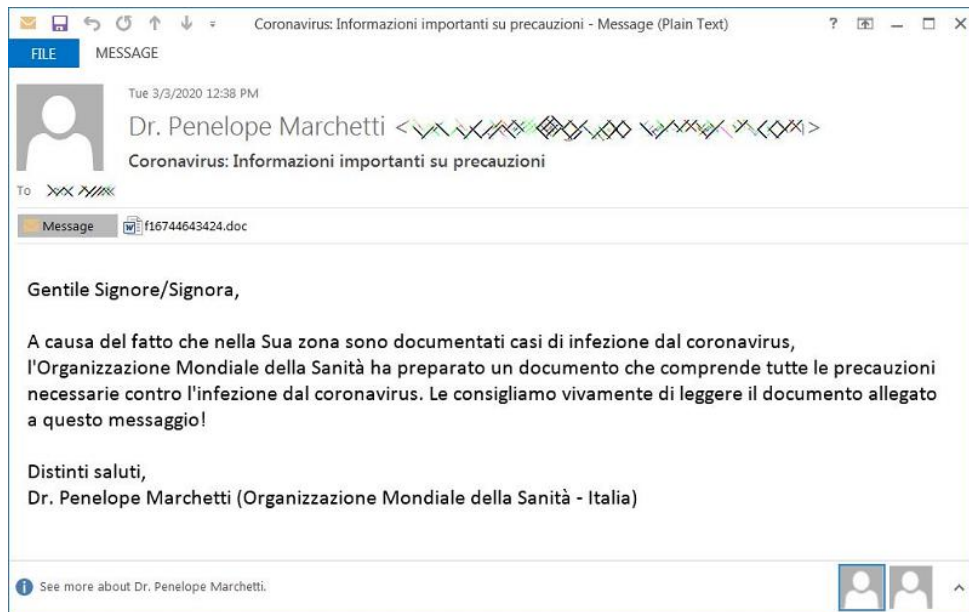 Coronavirus: Informazioni importanti su precauzioni - Message (Plain Text)
FILE MESSAGE
Tue 3/3/2020 12:38 PM
Dr. Penelope Marchetti < >
Coronavirus: Informazioni importanti su precauzioni
To
Message f16744643424.doc
Gentile Signore/Signora,
A causa del fatto che nella Sua zona sono documentati casi di infezione dal coronavirus,
l'Organizzazione Mondiale della Sanità ha preparato un documento che comprende tutte le precauzioni
necessarie contro l'infezione dal coronavirus. Le consigliamo vivamente di leggere il documento allegato
a questo messaggio!
Distinti saluti,
Dr. Penelope Marchetti (Organizzazione Mondiale della Sanità - Italia)
See more about Dr. Penelope Marchetti.